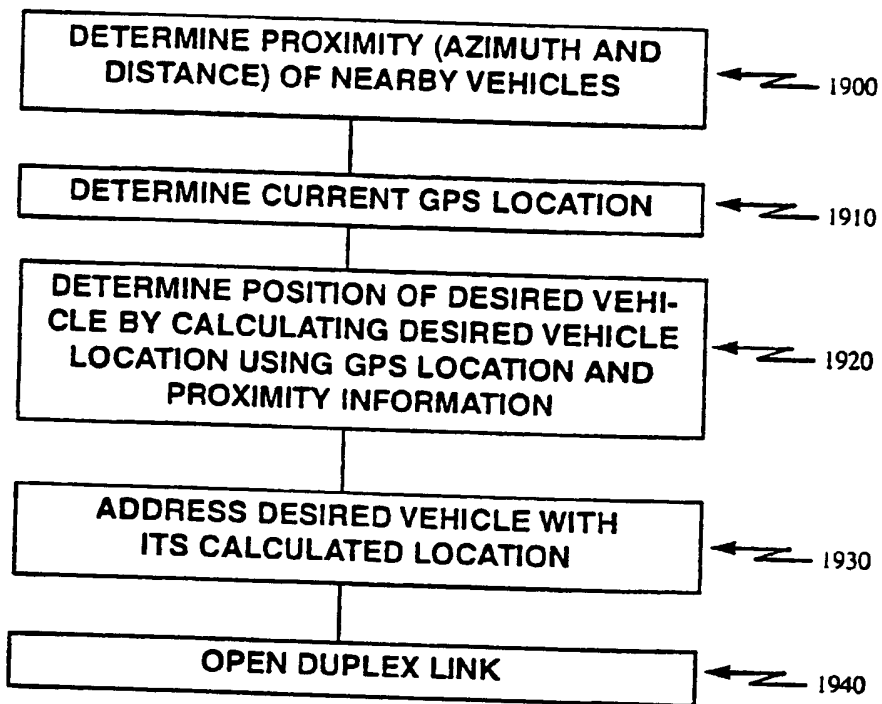 DETERMINE PROXIMITY (AZIMUTH AND
DISTANCE) OF NEARBY VEHICLES
1900
DETERMINE CURRENT GPS LOCATION
1910
DETERMINE POSITION OF DESIRED VEHI-
CLE BY CALCULATING DESIRED VEHICLE
LOCATION USING GPS LOCATION AND
PROXIMITY INFORMATION
1920
ADDRESS DESIRED VEHICLE WITH
ITS CALCULATED LOCATION
1930
OPEN DUPLEX LINK
1940